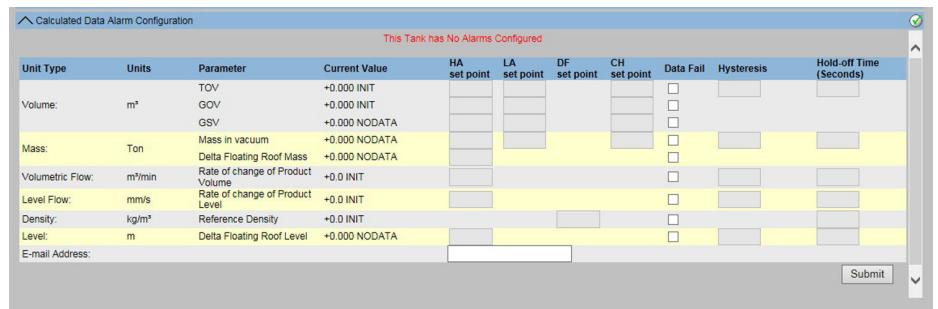 Calculated Data Alarm Configuration
This Tank has No Alarms Configured
Unit Type Units Parameter Current Value HA set point LA set point DF set point CH set point Data Fail Hysteresis Hold-off Time (Seconds)
Volume: m³ TOV +0.000 INIT
GOV +0.000 INIT
GSV +0.000 NODATA
Mass: Ton Mass in vacuum +0.000 NODATA
Delta Floating Roof Mass +0.000 NODATA
Volumetric Flow: m³/min Rate of change of Product Volume +0.0 INIT
Level Flow: mm/s Rate of change of Product Level +0.0 INIT
Density: kg/m³ Reference Density +0.0 INIT
Level: m Delta Floating Roof Level +0.000 NODATA
E-mail Address:
Submit